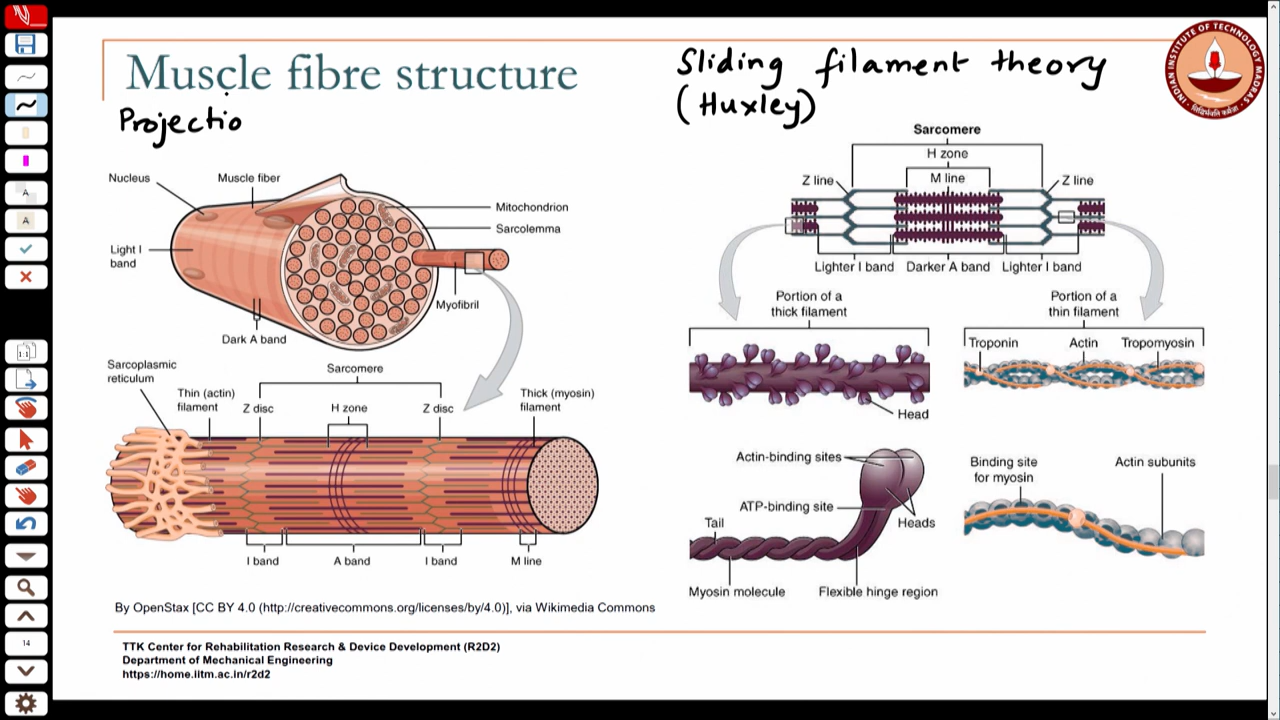 Muscle fibre structure
Sliding filament theory
(Huxley)
Projectio
INDIAN INSTITUTE OF TECHNOLOGY MADRAS
Nucleus
Muscle fiber
Mitochondrion
Sarcolemma
Light I
band
Myofibril
Dark A band
Sarcoplasmic
reticulum
Sarcomere
Thin (actin)
filament
Z disc
H zone
Z disc
Thick (myosin)
filament
I band
A band
I band
M line
Sarcomere
H zone
M line
Z line
Z line
Lighter I band
Darker A band
Lighter I band
Portion of a
thick filament
Portion of a
thin filament
Troponin
Actin
Tropomyosin
Head
Actin-binding sites
ATP-binding site
Tail
Heads
Myosin molecule
Flexible hinge region
Binding site
for myosin
Actin subunits
By OpenStax [CC BY 4.0 (http://creativecommons.org/licenses/by/4.0)], via Wikimedia Commons
TTK Center for Rehabilitation Research & Device Development (R2D2)
Department of Mechanical Engineering
https://home.iitm.ac.in/r2d2
A
A
1:1
14